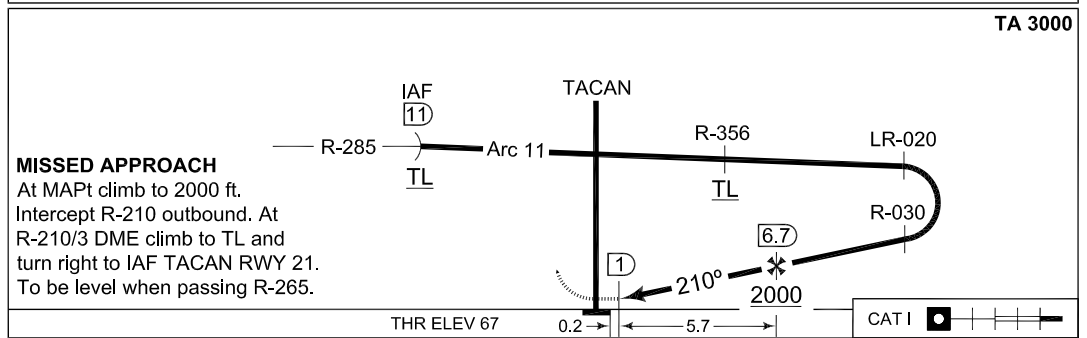 TA 3000
IAF
11
TACAN
R-285
Arc 11
R-356
LR-020
TL
TL
R-030
MISSED APPROACH
At MAPt climb to 2000 ft.
Intercept R-210 outbound. At
R-210/3 DME climb to TL and
turn right to IAF TACAN RWY 21.
To be level when passing R-265.
6.7
1
210º
2000
THR ELEV 67
0.2
5.7
CAT I